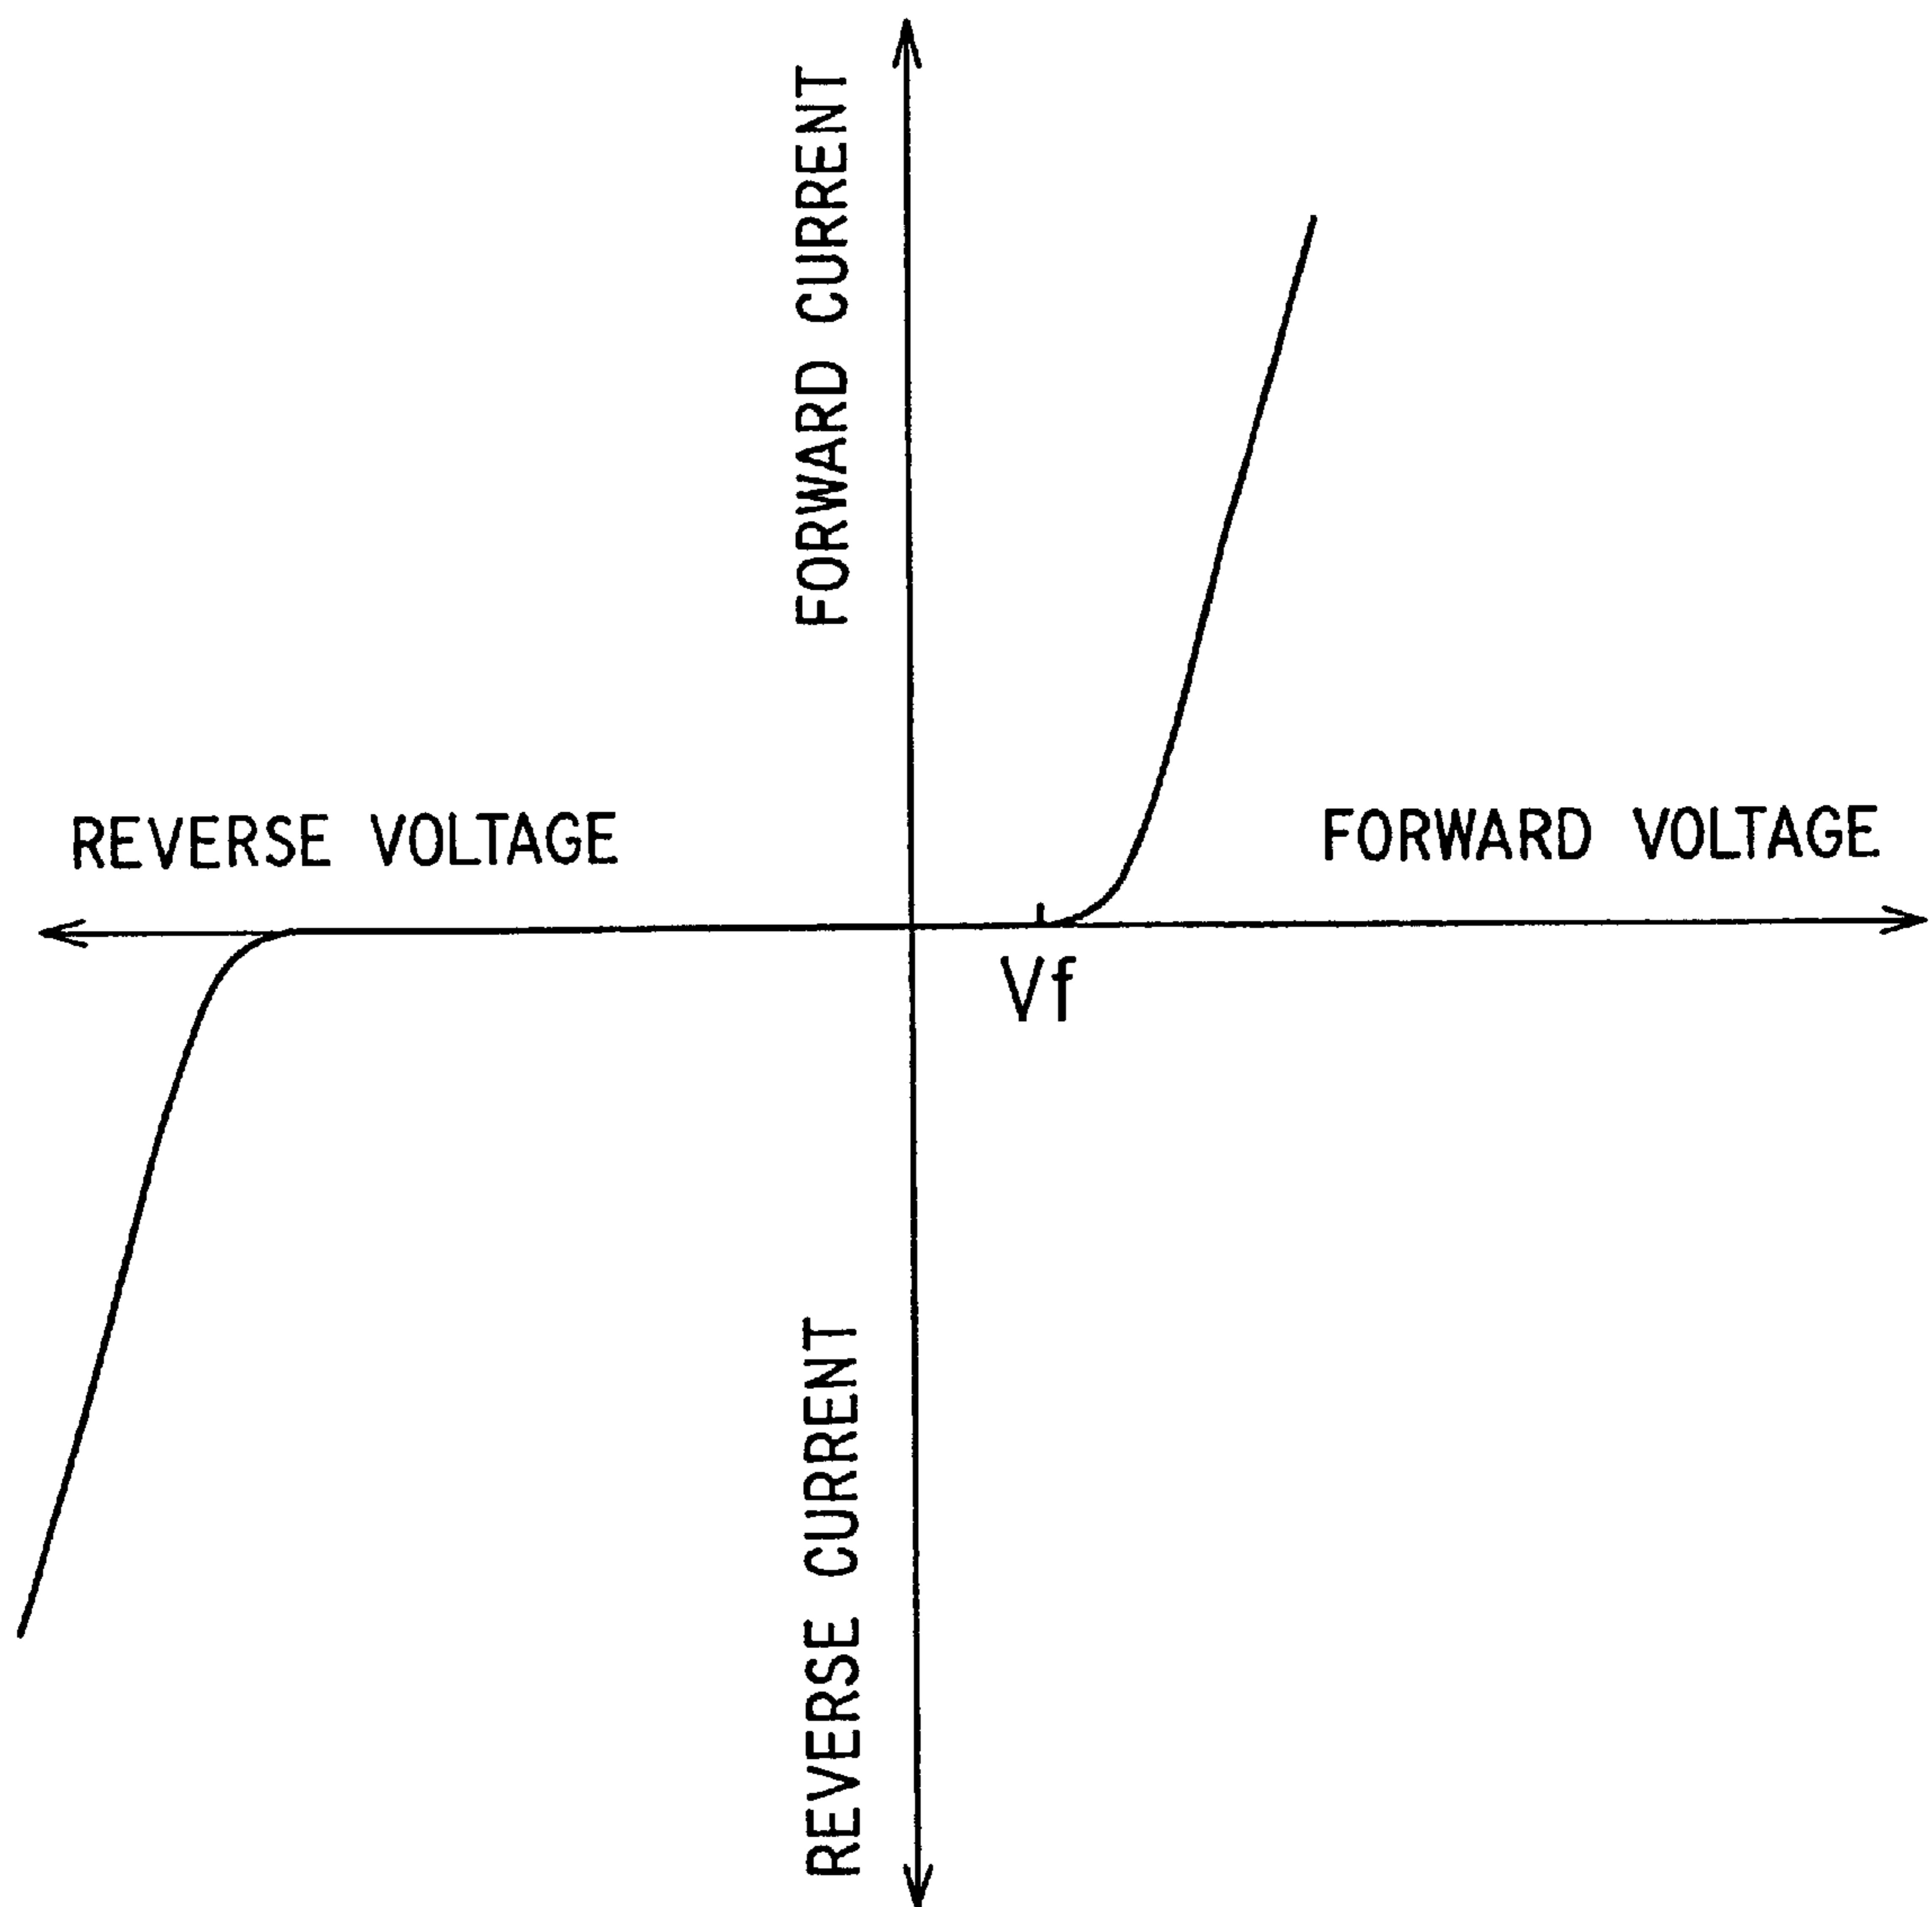 FORWARD CURRENT
REVERSE VOLTAGE
FORWARD VOLTAGE
Vf
REVERSE CURRENT